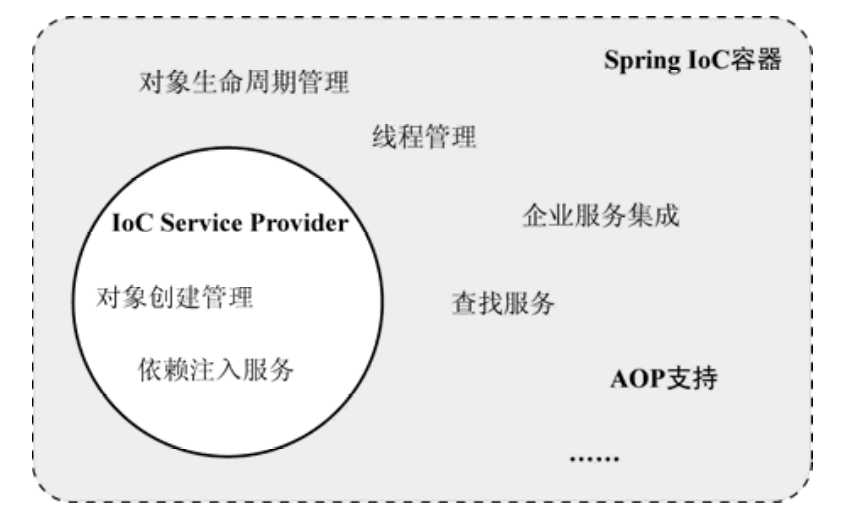 Spring IoC容器
对象生命周期管理
线程管理
IoC Service Provider
企业服务集成
对象创建管理
查找服务
依赖注入服务
AOP支持
……